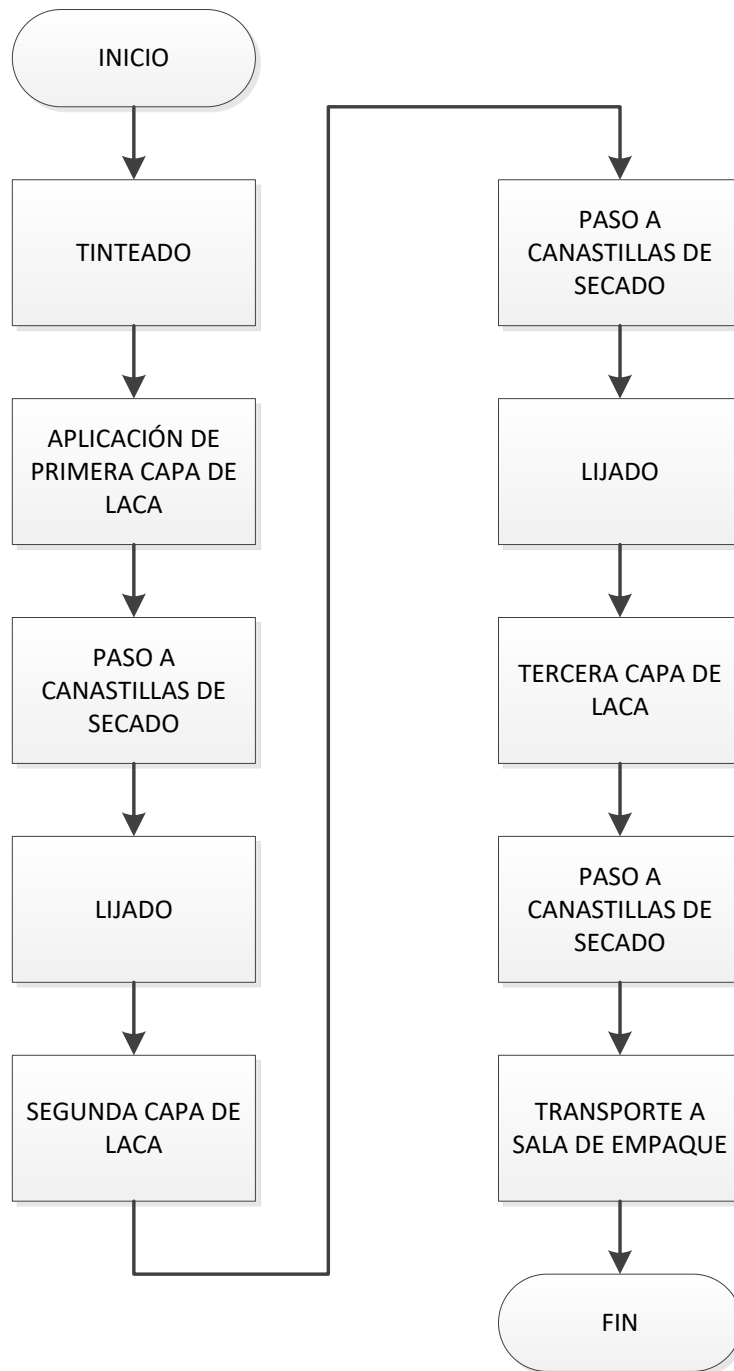 INICIO
TINTEADO
APLICACIÓN DE
PRIMERA CAPA DE
LACA
PASO A
CANASTILLAS DE
SECADO
LIJADO
SEGUNDA CAPA DE
LACA
PASO A
CANASTILLAS DE
SECADO
LIJADO
TERCERA CAPA DE
LACA
PASO A
CANASTILLAS DE
SECADO
TRANSPORTE A
SALA DE EMPAQUE
FIN